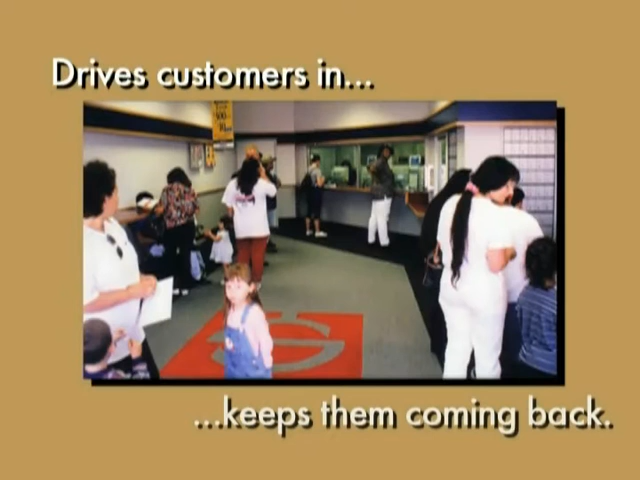 Drives customers in...
...keeps them coming back.